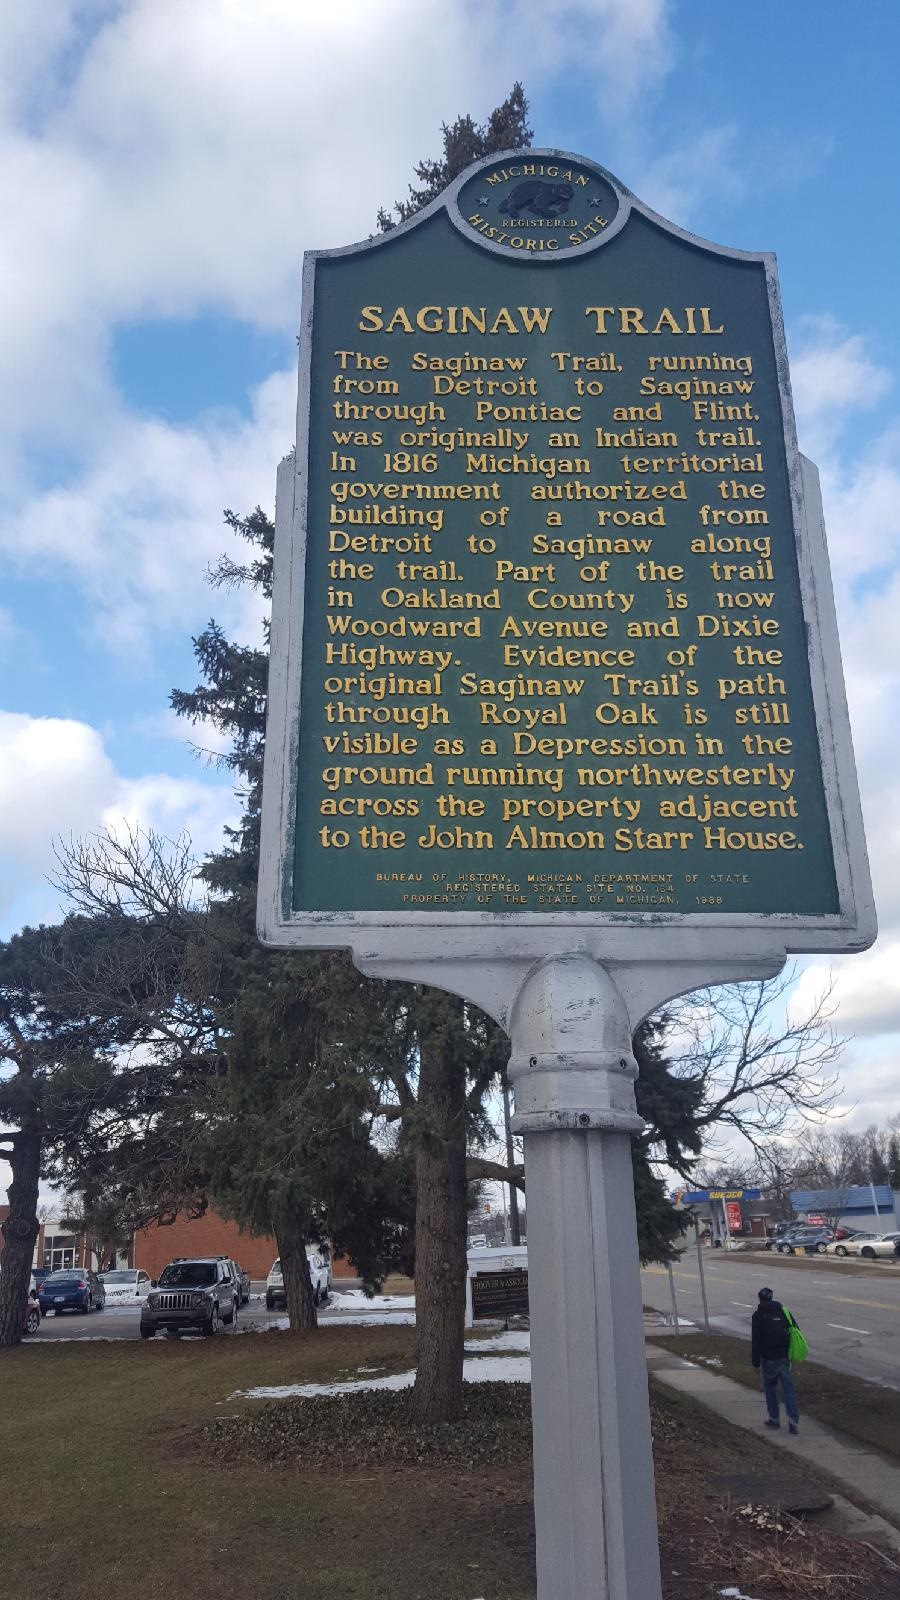 MICHIGAN
REGISTERED
HISTORIC SITE
SAGINAW TRAIL
The Saginaw Trail, running
from Detroit to Saginaw
through Pontiac and Flint,
was originally an Indian trail.
In 1816 Michigan territorial
government authorized the
building of a road from
Detroit to Saginaw along
the trail. Part of the trail
in Oakland County is now
Woodward Avenue and Dixie
Highway. Evidence of the
original Saginaw Trail's path
through Royal Oak is still
visible as a Depression in the
ground running northwesterly
across the property adjacent
to the John Almon Starr House.
BUREAU OF HISTORY, MICHIGAN DEPARTMENT OF STATE
REGISTERED STATE SITE NO. 184
PROPERTY OF THE STATE OF MICHIGAN, 1988
SUNOCO
HOOVER &